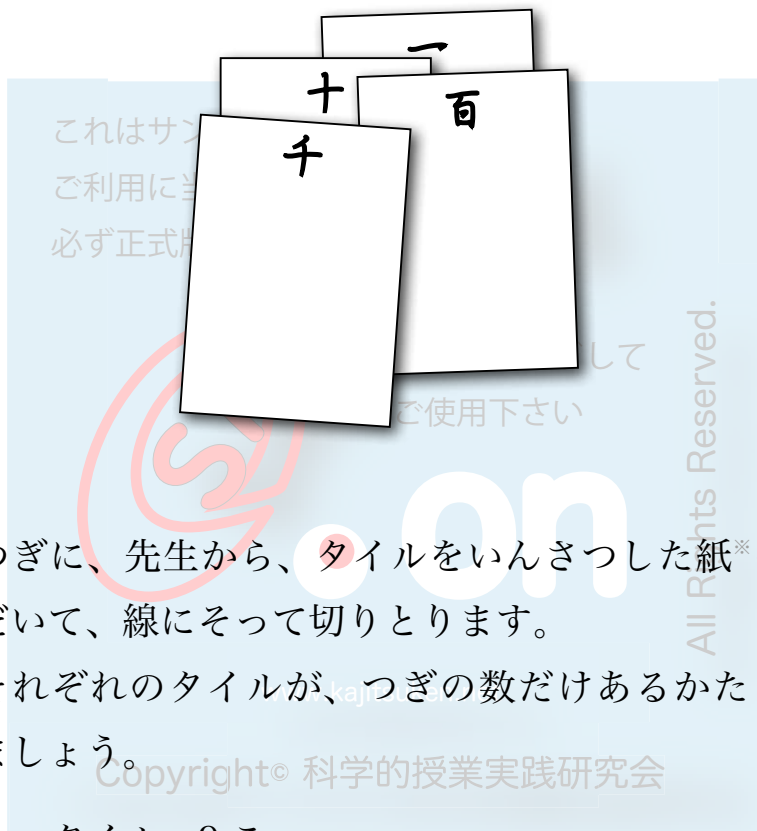 一
十
百
千
これはサン
ご利用に
必ず正式
して
ご使用下さい
on
All R hts Reserved.
ぎに、先生から、タイルをいんさつした紙※
いて、線にそって切りとります。
れぞれのタイルが、つぎの数だけあるかた
www.kajitsu
しょう。
Copyright© 科学的授業実践研究会